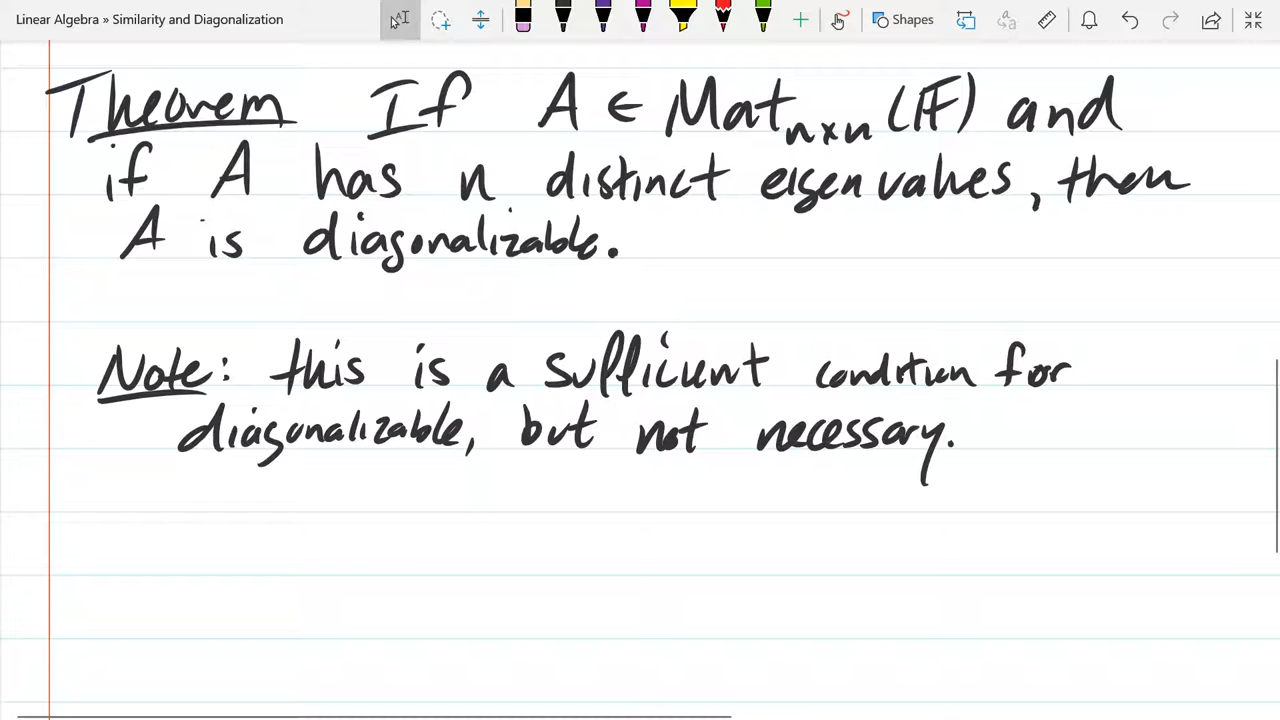 Linear Algebra » Similarity and Diagonalization
Shapes
Theorem If A ∈ Mat_{n×n}(𝔽) and
if A has n distinct eigenvalues, then
A is diagonalizable.
Note: this is a sufficient condition for
diagonalizable, but not necessary.